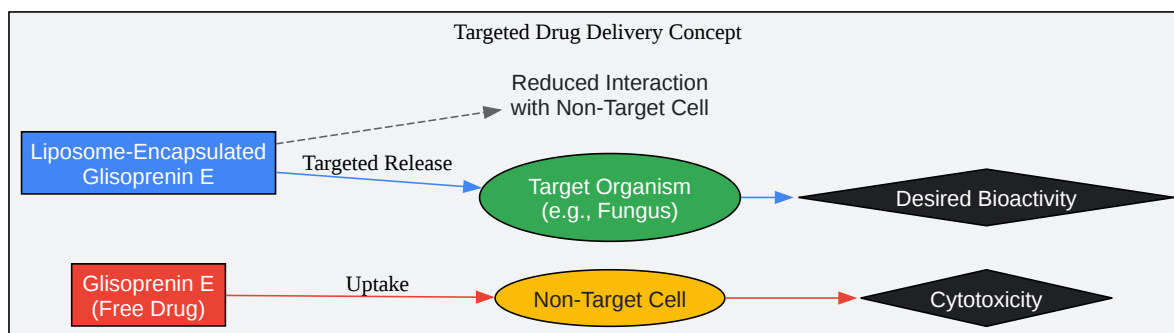 Targeted Drug Delivery Concept
Reduced Interaction
with Non-Target Cell
Liposome-Encapsulated
Glisoprenin E
Targeted Release
Target Organism
(e.g., Fungus)
Desired Bioactivity
Glisoprenin E
(Free Drug)
Uptake
Non-Target Cell
Cytotoxicity